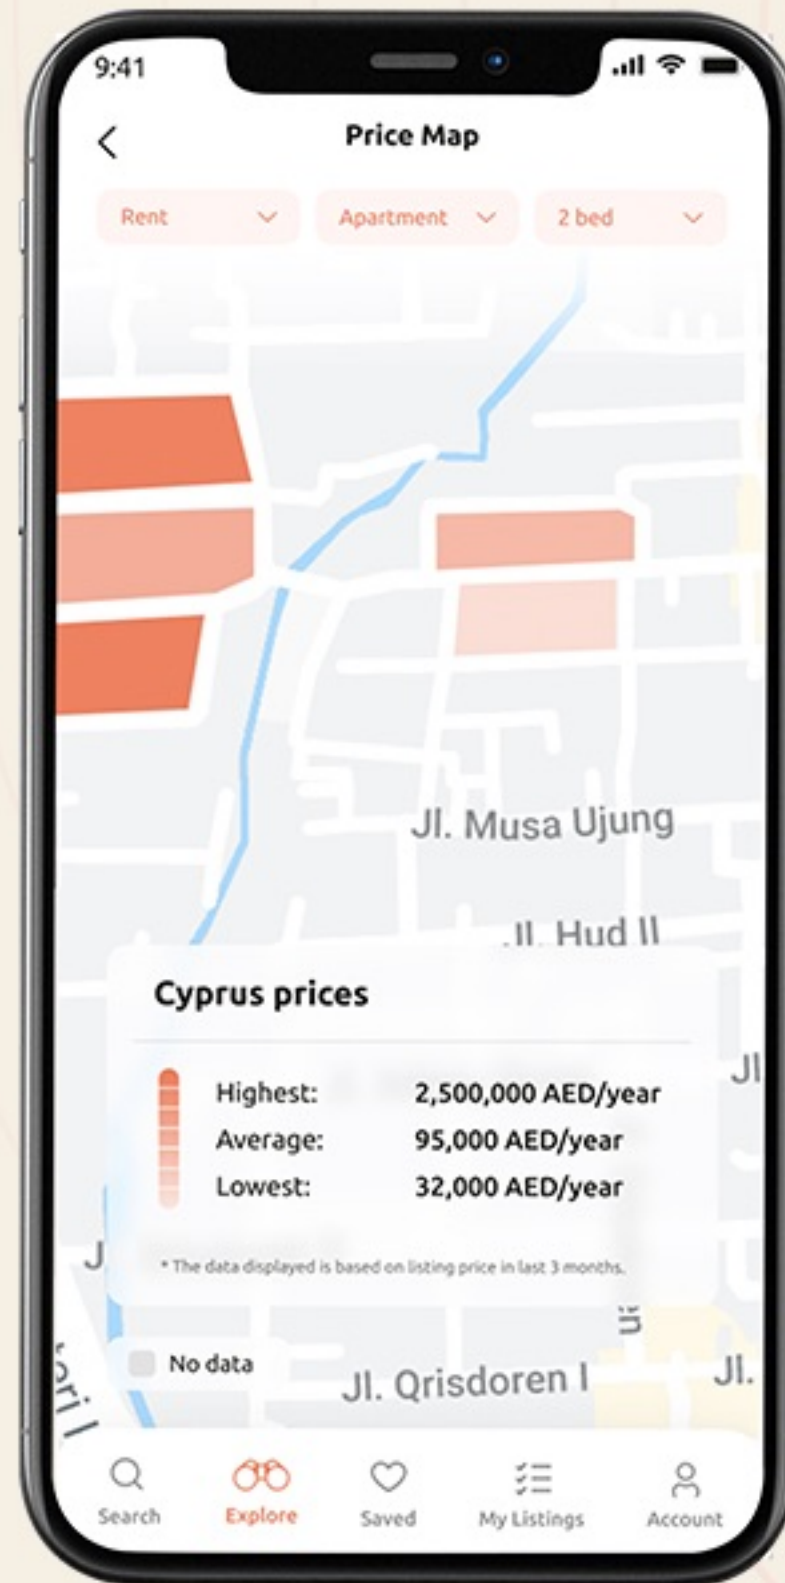 9:41
Price Map
Rent
Apartment
2 bed
Jl. Musa Ujung
Jl. Hud II
Cyprus prices
Jl
Highest: 2,500,000 AED/year
Average: 95,000 AED/year
Lowest: 32,000 AED/year
J
* The data displayed is based on listing price in last 3 months.
No data
Jl. Qrisdoren I
Jl.
Search
Explore
Saved
My Listings
Account